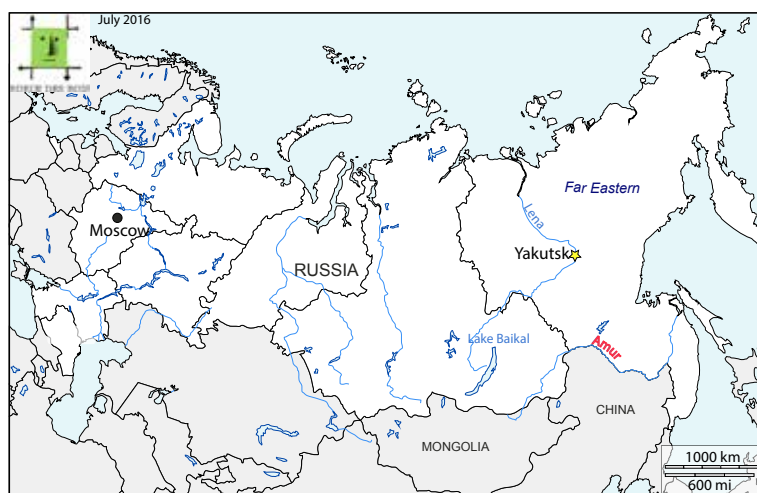 July 2016
Far Eastern
Lena
Moscow
Yakutsk
RUSSIA
Lake Baikal
Amur
CHINA
MONGOLIA
1000 km
600 mi